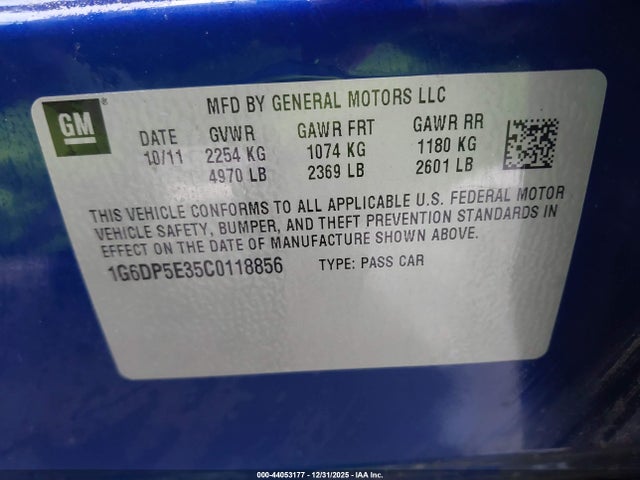 GM ®
MFD BY GENERAL MOTORS LLC
DATE GVWR GAWR FRT GAWR RR
10/11 2254 KG 1074 KG 1180 KG
4970 LB 2369 LB 2601 LB
THIS VEHICLE CONFORMS TO ALL APPLICABLE U.S. FEDERAL MOTOR
VEHICLE SAFETY, BUMPER, AND THEFT PREVENTION STANDARDS IN
EFFECT ON THE DATE OF MANUFACTURE SHOWN ABOVE.
1G6DP5E35C0118856 TYPE: PASS CAR
000-44053177 - 12/31/2025 - IAA Inc.